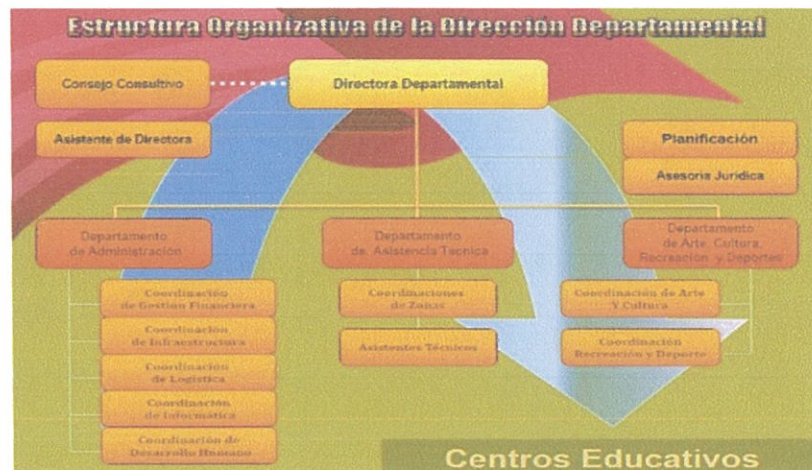 Estructura Organizativa de la Dirección Departamental
Consejo Consultivo
Directora Departamental
Asistente de Directora
Planificación
Asesoría Jurídica
Departamento
de Administración
Departamento
de Asistencia Técnica
Departamento
de Arte, Cultura,
Recreación y Deportes
Coordinación
de Gestión Financiera
Coordinación
de Infraestructura
Coordinación
de Logística
Coordinación
de Informática
Coordinación de
Desarrollo Humano
Coordinaciones
de Zonas
Asistentes Técnicos
Coordinación de Arte
Y Cultura
Coordinación
Recreación y Deporte
Centros Educativos